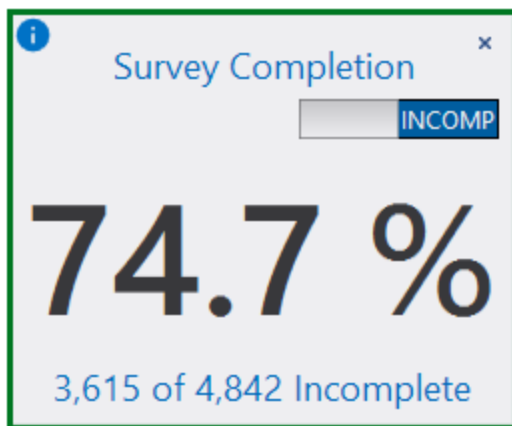 i
×
Survey Completion
INCOMP
74.7 %
3,615 of 4,842 Incomplete